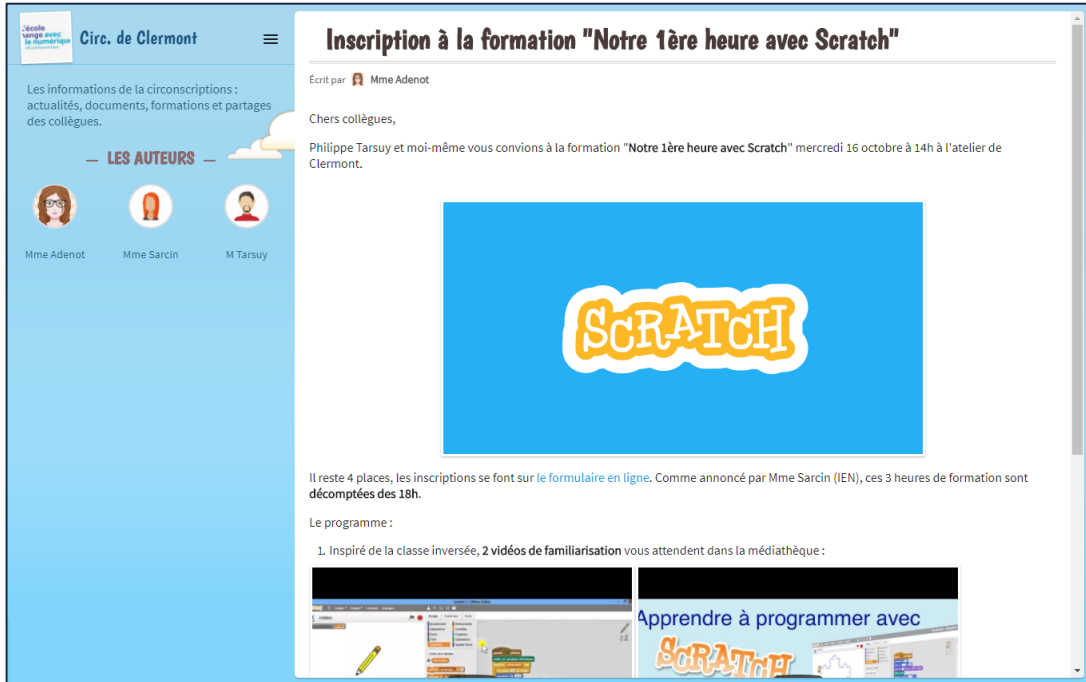 l'école
change avec
le numérique
Circ. de Clermont
Les informations de la circonscriptions :
actualités, documents, formations et partages
des collègues.
— LES AUTEURS —
Mme Adenot
Mme Sarcin
M Tarsuy
Inscription à la formation "Notre 1ère heure avec Scratch"
Écrit par Mme Adenot
Chers collègues,
Philippe Tarsuy et moi-même vous convions à la formation "Notre 1ère heure avec Scratch" mercredi 16 octobre à 14h à l'atelier de
Clermont.
SCRATCH
Il reste 4 places, les inscriptions se font sur le formulaire en ligne. Comme annoncé par Mme Sarcin (IEN), ces 3 heures de formation sont
décomptées des 18h.
Le programme :
1. Inspiré de la classe inversée, 2 vidéos de familiarisation vous attendent dans la médiathèque :
Apprendre à programmer avec
SCRATCH